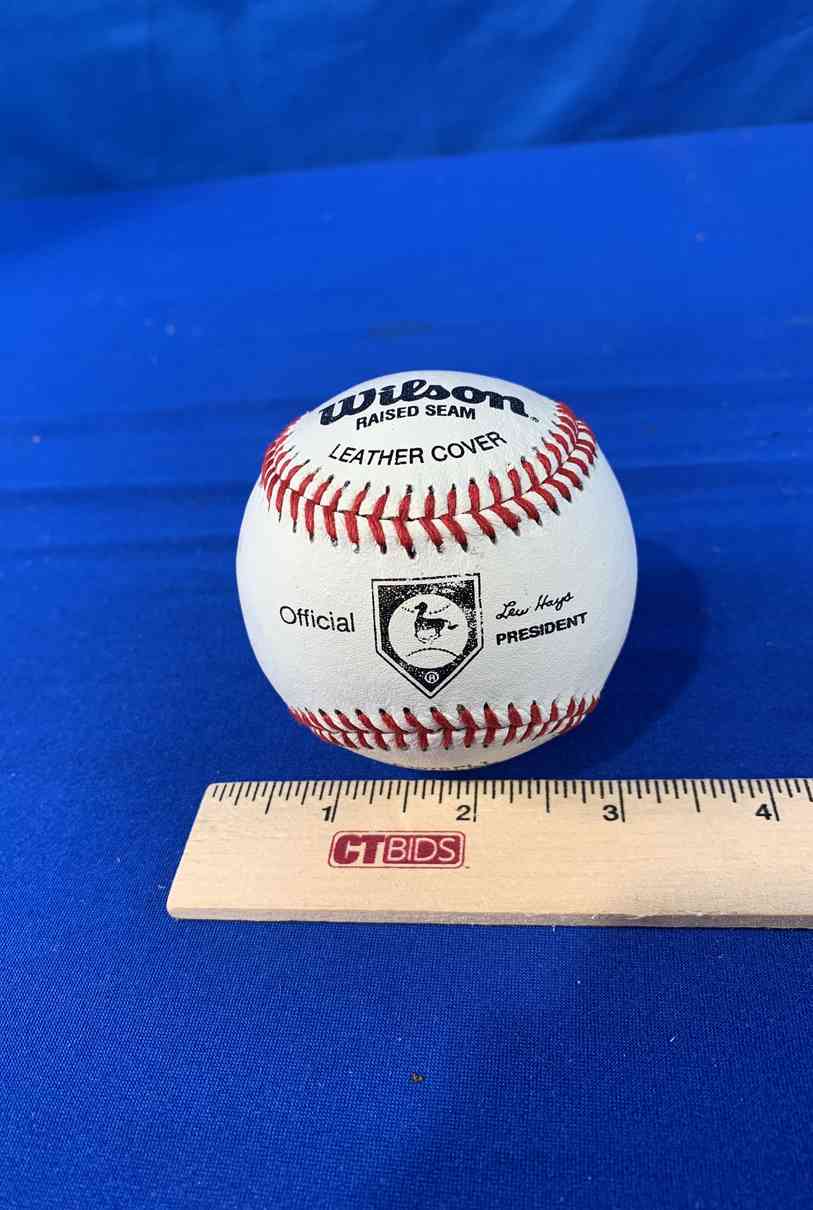 Wilson
RAISED SEAM
LEATHER COVER
Official
®
Lew Hays
PRESIDENT
1 2 3 4
CTBIDS